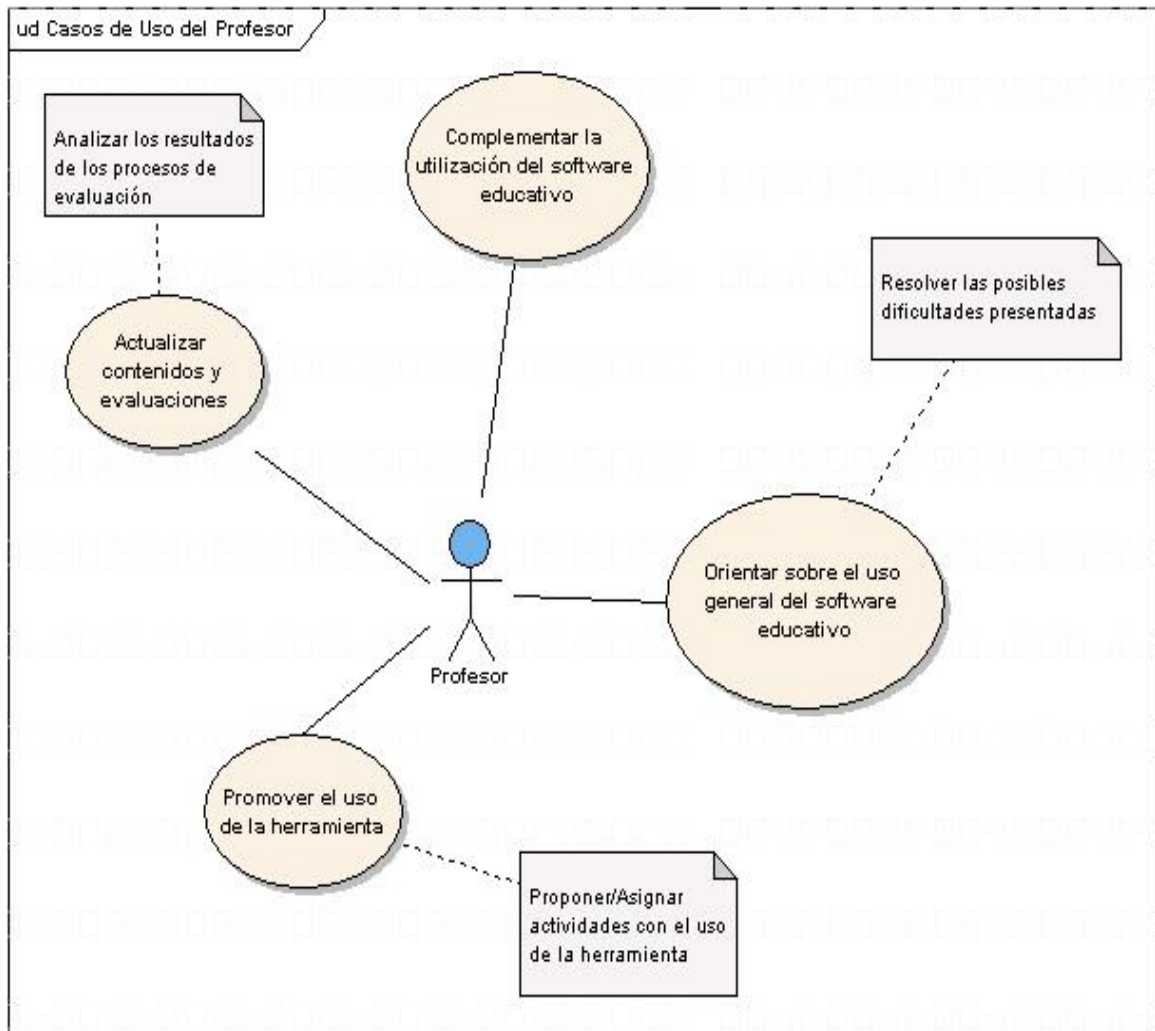 ud Casos de Uso del Profesor
Analizar los resultados
de los procesos de
evaluación
Complementar la
utilización del software
educativo
Resolver las posibles
dificultades presentadas
Actualizar
contenidos y
evaluaciones
Orientar sobre el uso
general del software
educativo
Profesor
Promover el uso
de la herramienta
Proponer/Asignar
actividades con el uso
de la herramienta